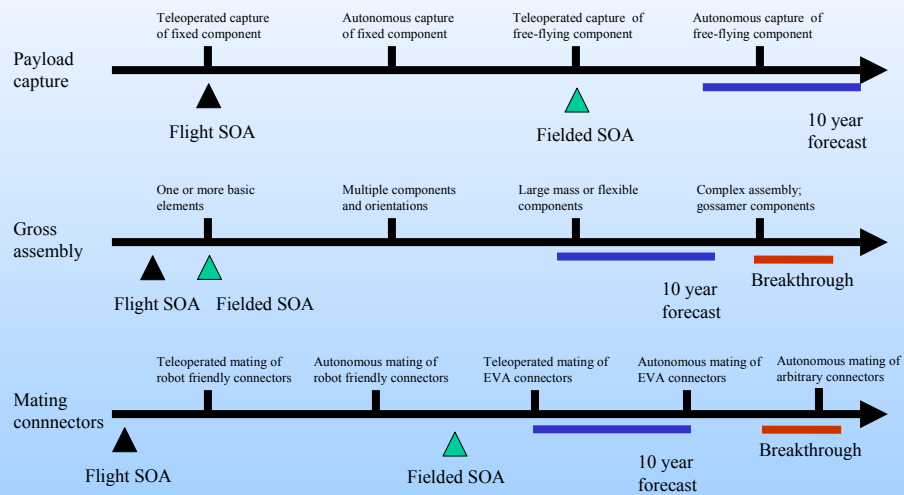 Teleoperated capture
of fixed component
Autonomous capture
of fixed component
Teleoperated capture of
free-flying component
Autonomous capture of
free-flying component
Payload
capture
Flight SOA
Fielded SOA
10 year
forecast
One or more basic
elements
Multiple components
and orientations
Large mass or flexible
components
Complex assembly;
gossamer components
Gross
assembly
Flight SOA
Fielded SOA
10 year
forecast
Breakthrough
Teleoperated mating of
robot friendly connectors
Autonomous mating of
robot friendly connectors
Teleoperated mating of
EVA connectors
Autonomous mating of
EVA connectors
Autonomous mating of
arbitrary connectors
Mating
connnectors
Flight SOA
Fielded SOA
10 year
forecast
Breakthrough